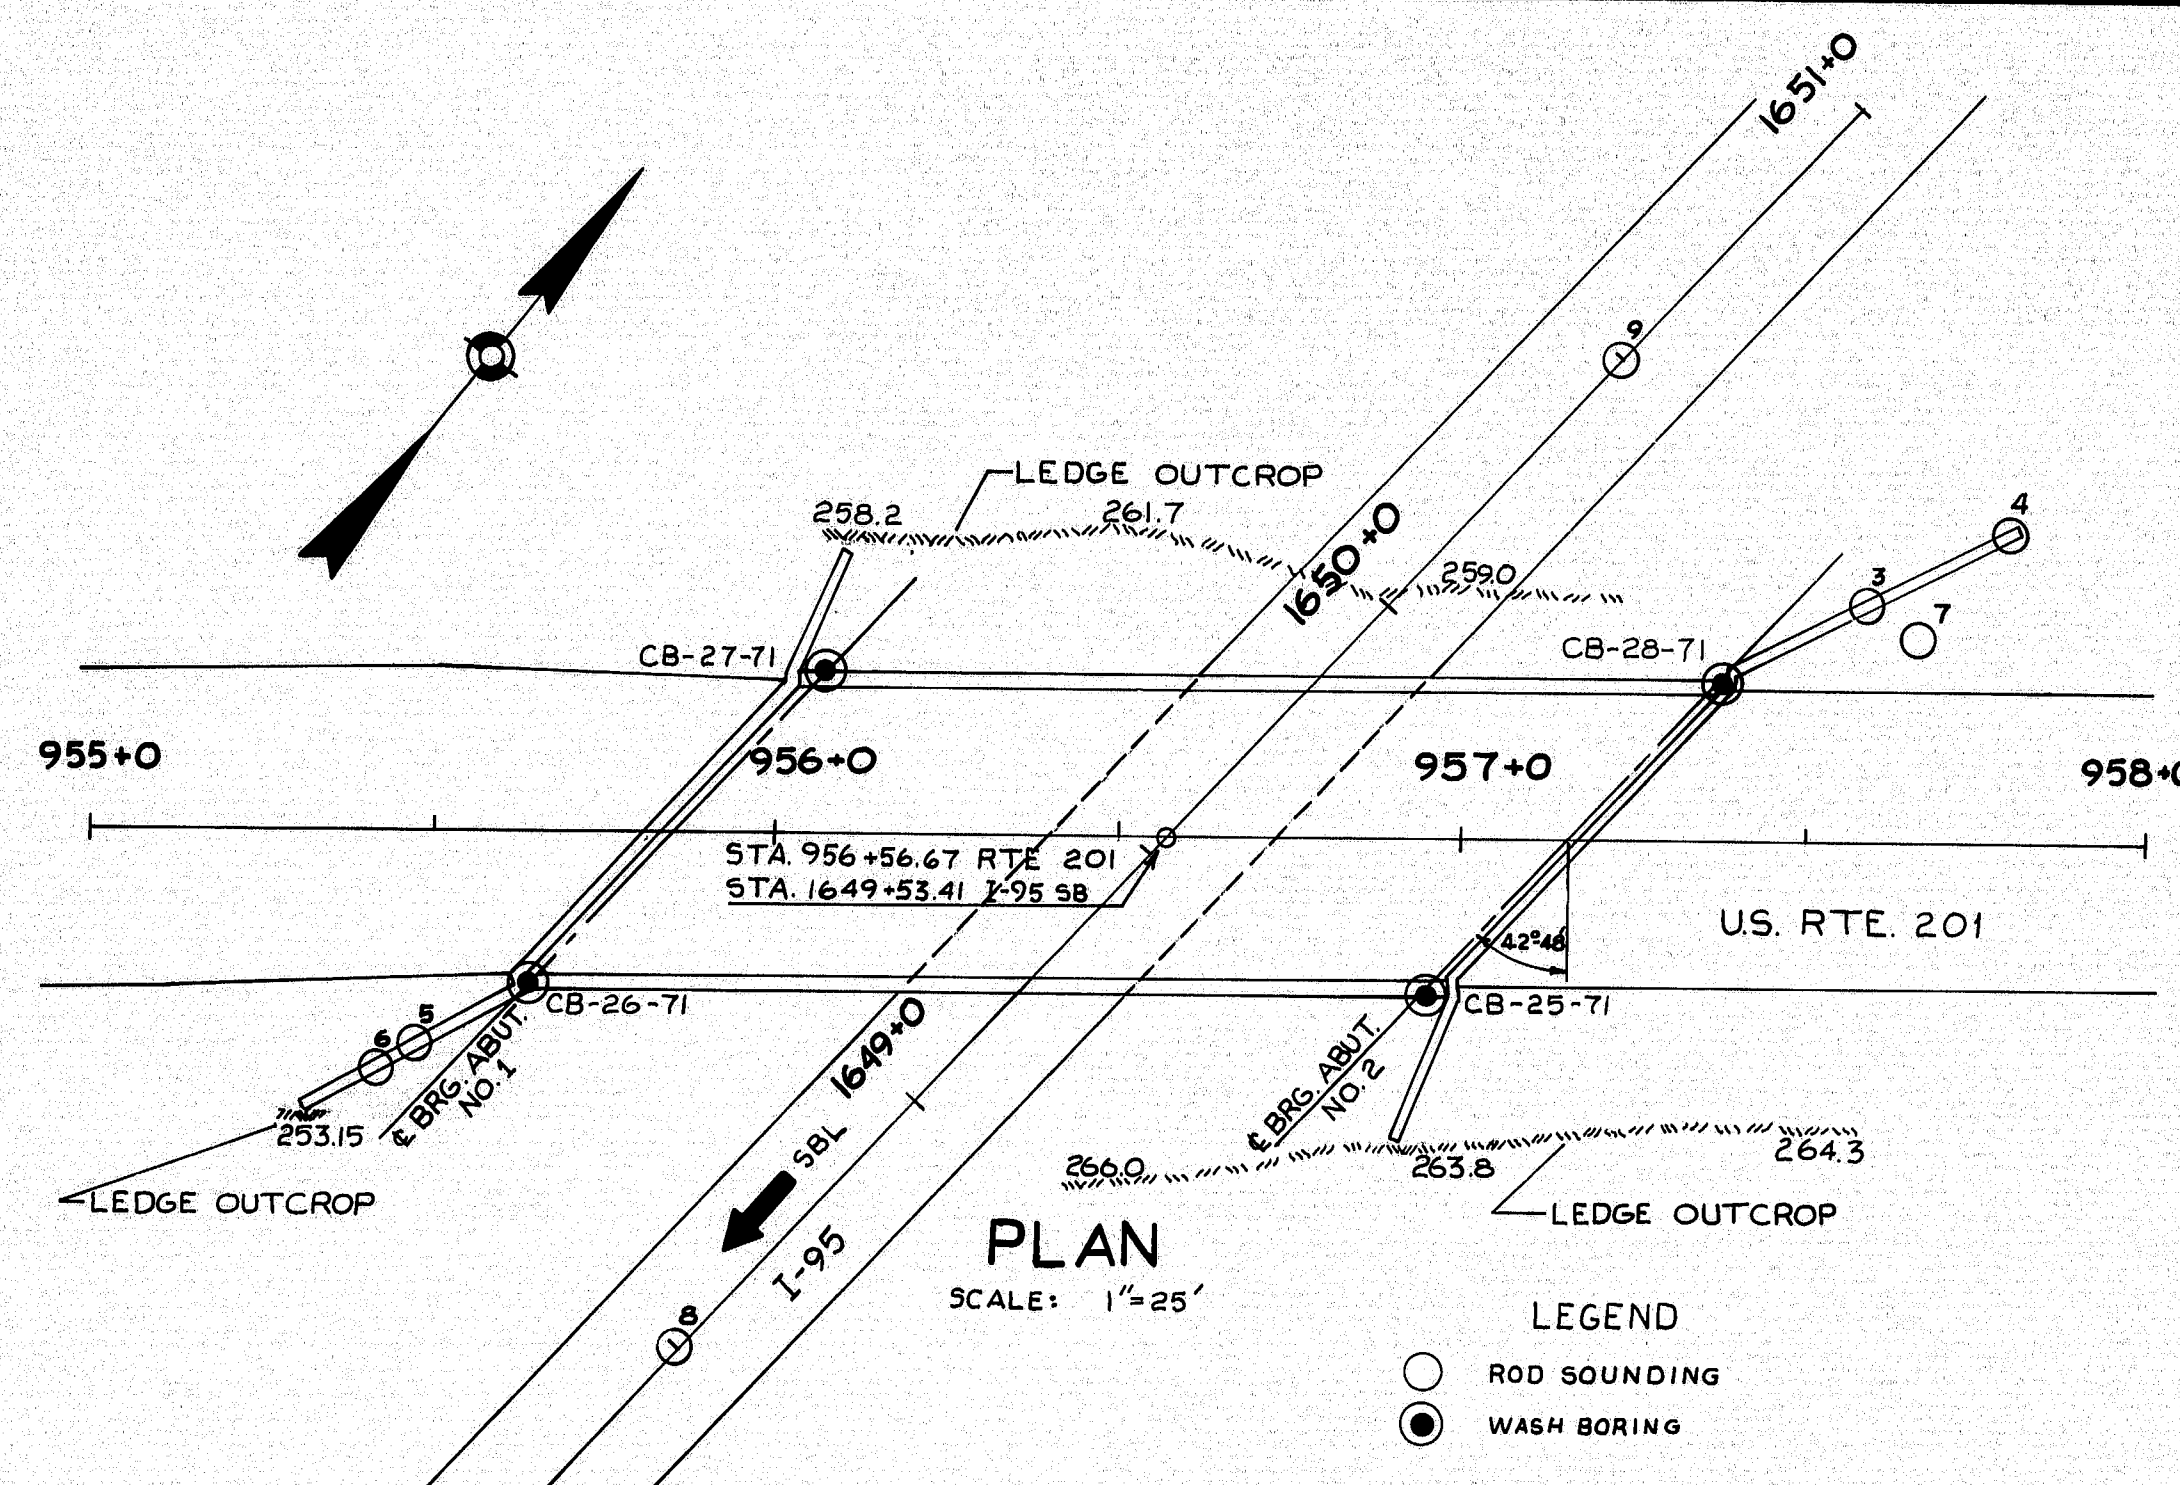 1651+0
9
LEDGE OUTCROP
258.2
261.7
1650+0
259.0
4
3
7
CB-27-71
CB-28-71
955+0
956+0
957+0
958+
STA. 956+56.67 RTE 201
STA. 1649+53.41 I-95 SB
U.S. RTE. 201
42°48'
CB-26-71
CB-25-71
5
6
℄ BRG. ABUT.
NO. 1
1649+0
℄ BRG. ABUT.
NO. 2
253.15
LEDGE OUTCROP
SBL
I-95
266.0
263.8
264.3
LEDGE OUTCROP
PLAN
SCALE: 1"=25'
8
LEGEND
ROD SOUNDING
WASH BORING